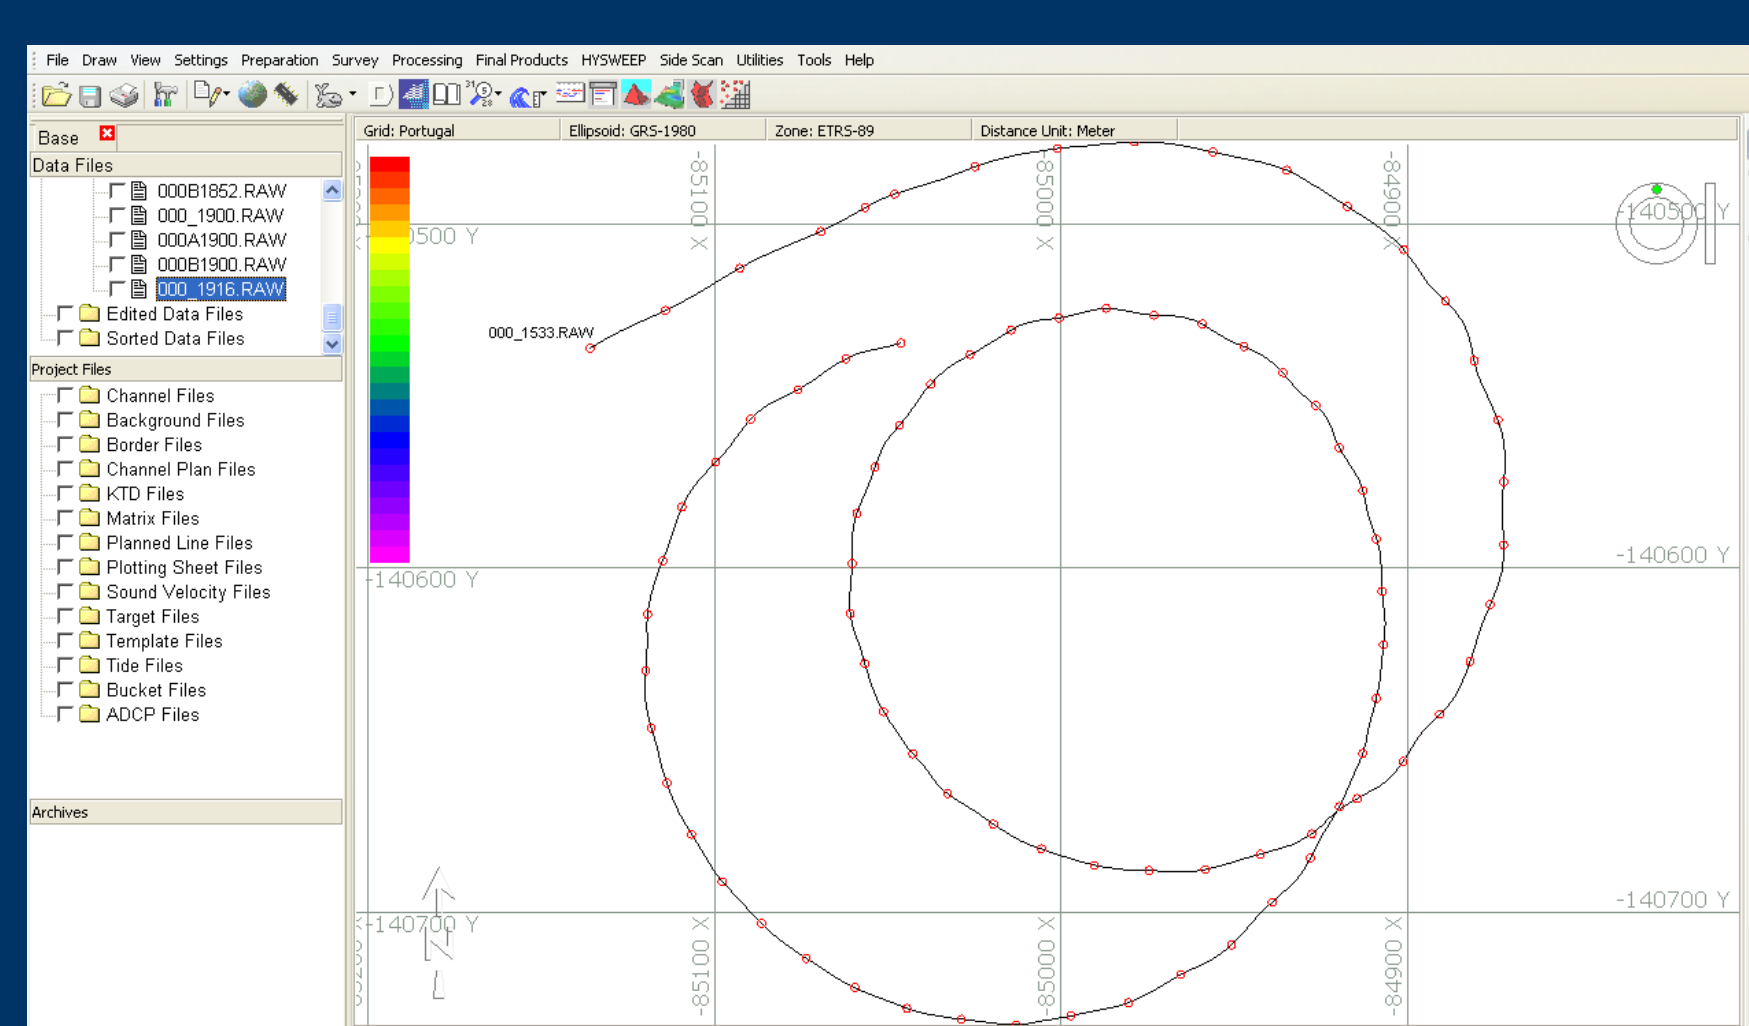 File Draw View Settings Preparation Survey Processing Final Products HYSWEEP Side Scan Utilities Tools Help
Base
Grid: Portugal Ellipsoid: GRS-1980 Zone: ETRS-89 Distance Unit: Meter
Data Files
000B1852.RAW
000_1900.RAW
000A1900.RAW
000B1900.RAW
000_1916.RAW
Edited Data Files
Sorted Data Files
Project Files
Channel Files
Background Files
Border Files
Channel Plan Files
KTD Files
Matrix Files
Planned Line Files
Plotting Sheet Files
Sound Velocity Files
Target Files
Template Files
Tide Files
Bucket Files
ADCP Files
Archives
-85100 X
-85000 X
-84900 X
-140500 Y
000_1533.RAW
-140600 Y
-140600 Y
-140700 Y
-140700 Y
N
-85100 X
-85000 X
-84900 X